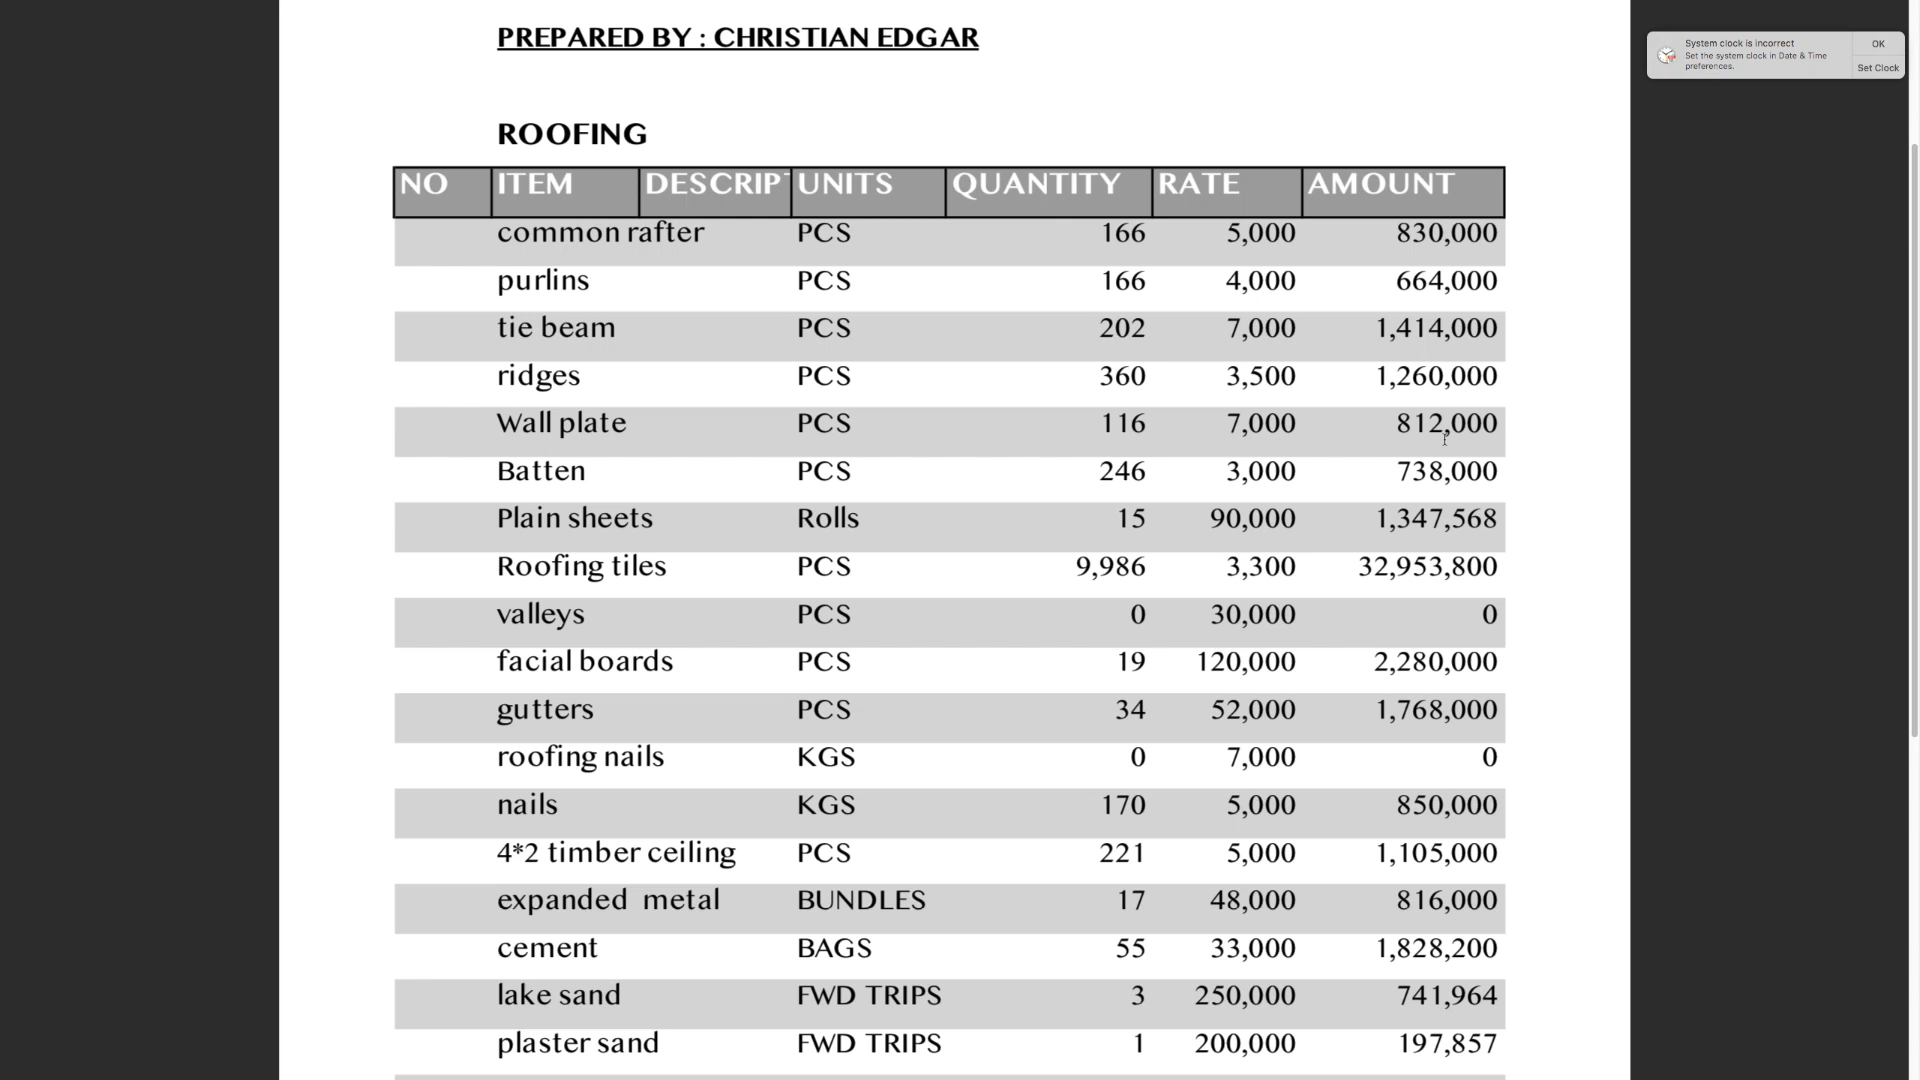 PREPARED BY : CHRISTIAN EDGAR
System clock is incorrect
Set the system clock in Date & Time
preferences.
OK
Set Clock
ROOFING
NO ITEM DESCRIP UNITS QUANTITY RATE AMOUNT
common rafter PCS 166 5,000 830,000
purlins PCS 166 4,000 664,000
tie beam PCS 202 7,000 1,414,000
ridges PCS 360 3,500 1,260,000
Wall plate PCS 116 7,000 812,000
Batten PCS 246 3,000 738,000
Plain sheets Rolls 15 90,000 1,347,568
Roofing tiles PCS 9,986 3,300 32,953,800
valleys PCS 0 30,000 0
facial boards PCS 19 120,000 2,280,000
gutters PCS 34 52,000 1,768,000
roofing nails KGS 0 7,000 0
nails KGS 170 5,000 850,000
4*2 timber ceiling PCS 221 5,000 1,105,000
expanded metal BUNDLES 17 48,000 816,000
cement BAGS 55 33,000 1,828,200
lake sand FWD TRIPS 3 250,000 741,964
plaster sand FWD TRIPS 1 200,000 197,857